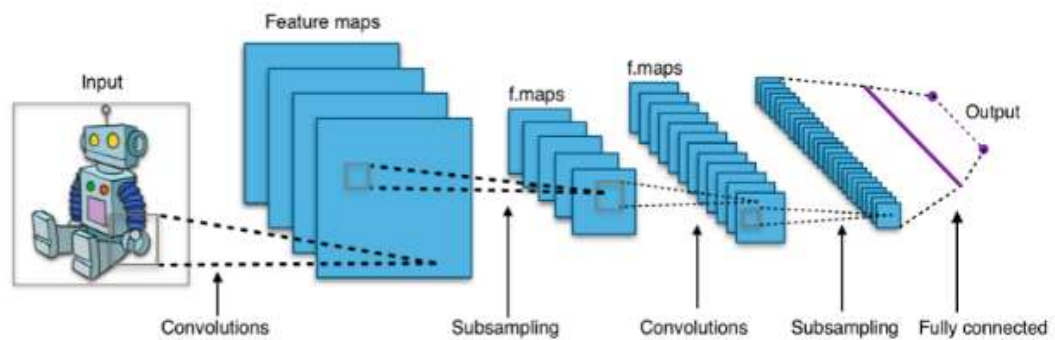 Feature maps
Input
f.maps
f.maps
Output
Convolutions
Subsampling
Convolutions
Subsampling
Fully connected